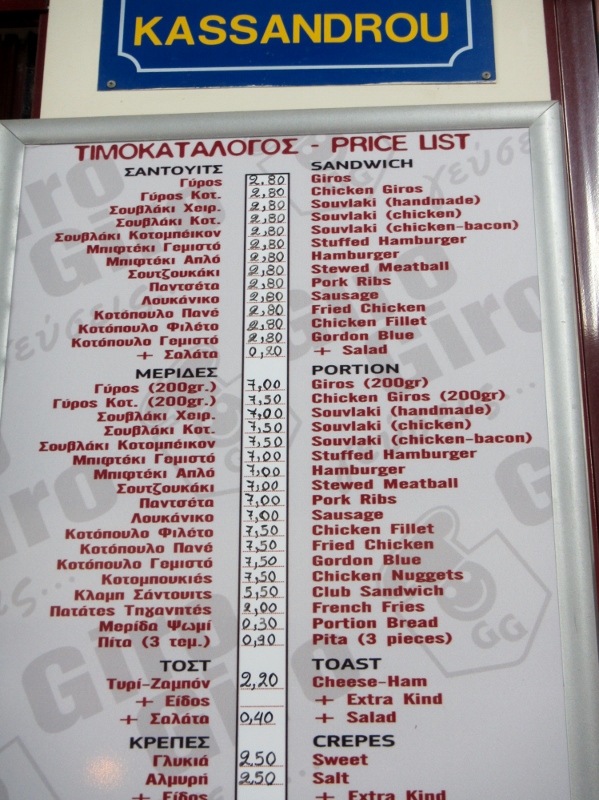 KASSANDROU
ΤΙΜΟΚΑΤΑΛΟΓΟΣ - PRICE LIST
ΣΑΝΤΟΥΙΤΣ SANDWICH
Γύρος 2,80 Giros
Γύρος Κοτ. 2,80 Chicken Giros
Σουβλάκι Χειρ. 2,80 Souvlaki (handmade)
Σουβλάκι Κοτ. 2,80 Souvlaki (chicken)
Σουβλάκι Κοτομπέικον 2,80 Souvlaki (chicken-bacon)
Μπιφτέκι Γεμιστό 2,80 Stuffed Hamburger
Μπιφτέκι Απλό 2,80 Hamburger
Σουτζουκάκι 2,80 Stewed Meatball
Παντσέτα 2,80 Pork Ribs
Λουκάνικο 2,80 Sausage
Κοτόπουλο Πανέ 2,80 Fried Chicken
Κοτόπουλο Φιλέτο 2,80 Chicken Fillet
Κοτόπουλο Γεμιστό 2,80 Gordon Blue
+ Σαλάτα 0,20 + Salad
ΜΕΡΙΔΕΣ PORTION
Γύρος (200gr.) 7,00 Giros (200gr)
Γύρος Κοτ. (200gr.) 7,50 Chicken Giros (200gr)
Σουβλάκι Χειρ. 7,00 Souvlaki (handmade)
Σουβλάκι Κοτ. 7,50 Souvlaki (chicken)
Σουβλάκι Κοτομπέικον 7,50 Souvlaki (chicken-bacon)
Μπιφτέκι Γεμιστό 7,00 Stuffed Hamburger
Μπιφτέκι Απλό 7,00 Hamburger
Σουτζουκάκι 7,00 Stewed Meatball
Παντσέτα 7,00 Pork Ribs
Λουκάνικο 7,00 Sausage
Κοτόπουλο Φιλέτο 7,50 Chicken Fillet
Κοτόπουλο Πανέ 7,50 Fried Chicken
Κοτόπουλο Γεμιστό 7,50 Gordon Blue
Κοτομπουκιές 7,50 Chicken Nuggets
Κλαμπ Σάντουιτς 5,50 Club Sandwich
Πατάτες Τηγανητές 2,00 French Fries
Μερίδα Ψωμί 0,30 Portion Bread
Πίτα (3 τεμ.) 0,90 Pita (3 pieces)
ΤΟΣΤ TOAST
Τυρί-Ζαμπόν 2,20 Cheese-Ham
+ Είδος + Extra Kind
+ Σαλάτα 0,40 + Salad
ΚΡΕΠΕΣ CREPES
Γλυκιά 2,50 Sweet
Αλμυρή 2,50 Salt
+ Είδος + Extra Kind